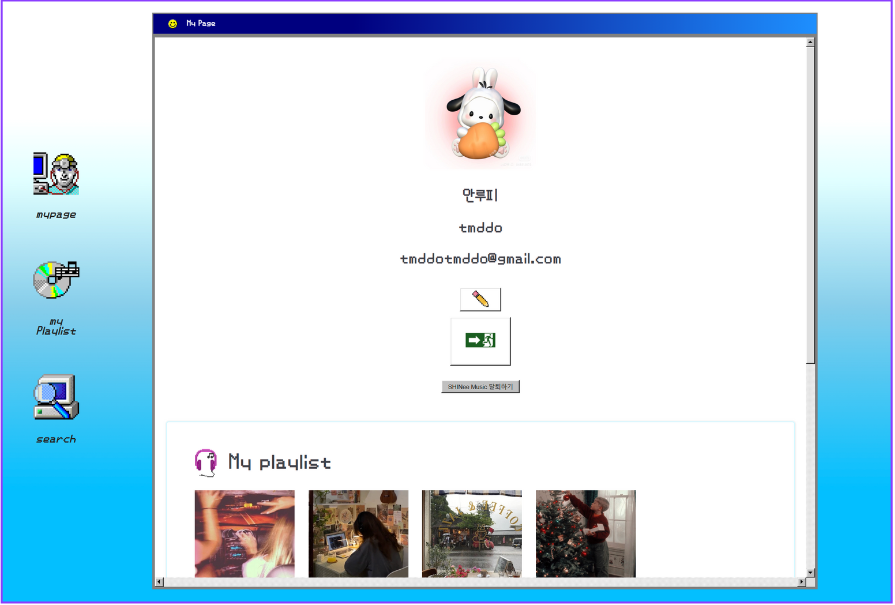 My Page
mypage
my
Playlist
search
안루피
tmddo
tmddotmddo@gmail.com
SHINee Music 탈퇴하기
My playlist